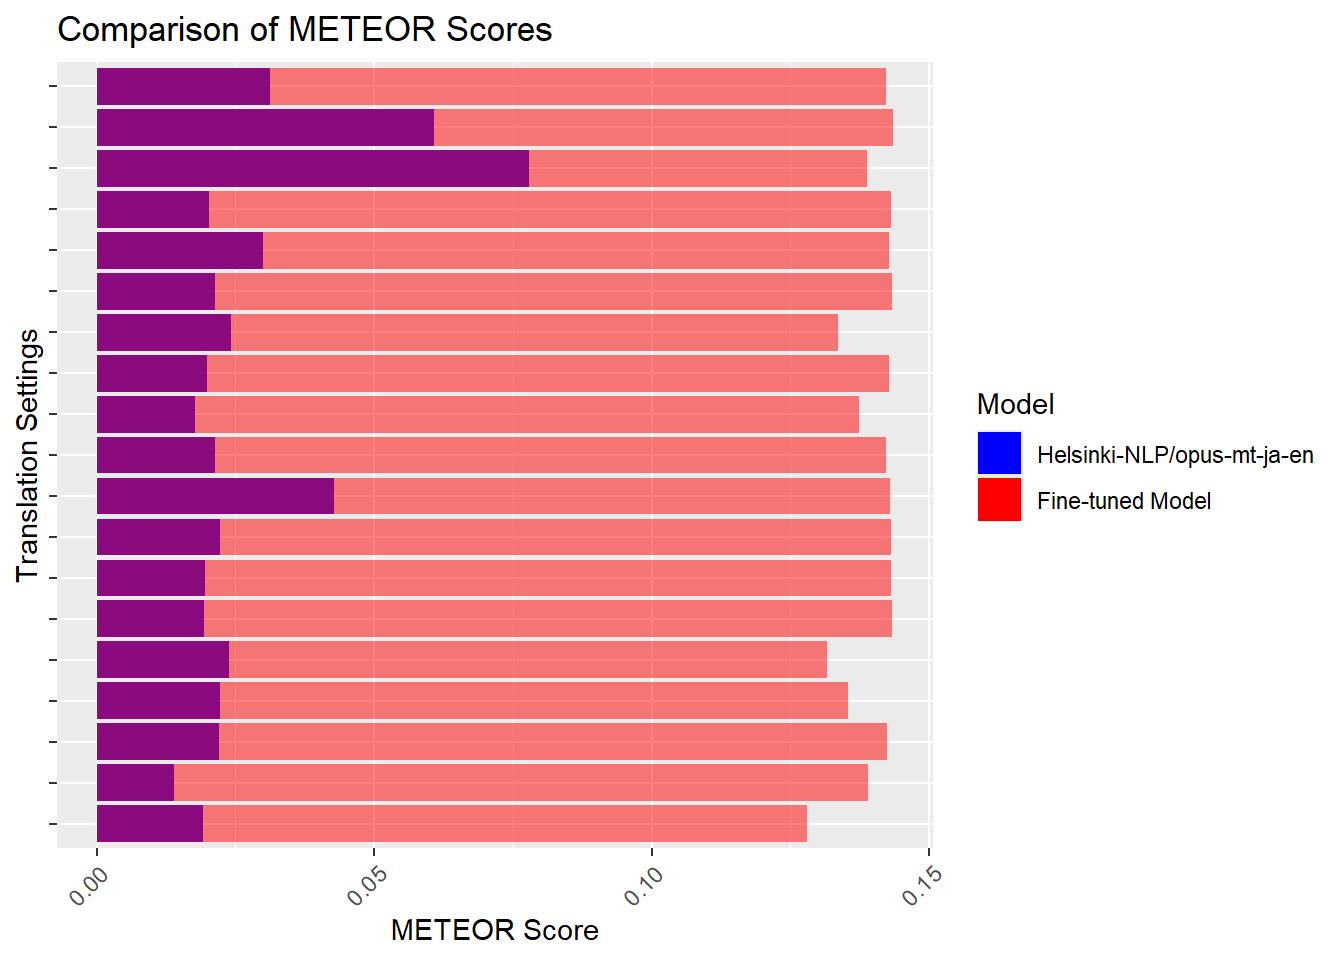 Comparison of METEOR Scores
Translation Settings
0.00
0.05
0.10
0.15
METEOR Score
Model
Helsinki-NLP/opus-mt-ja-en
Fine-tuned Model